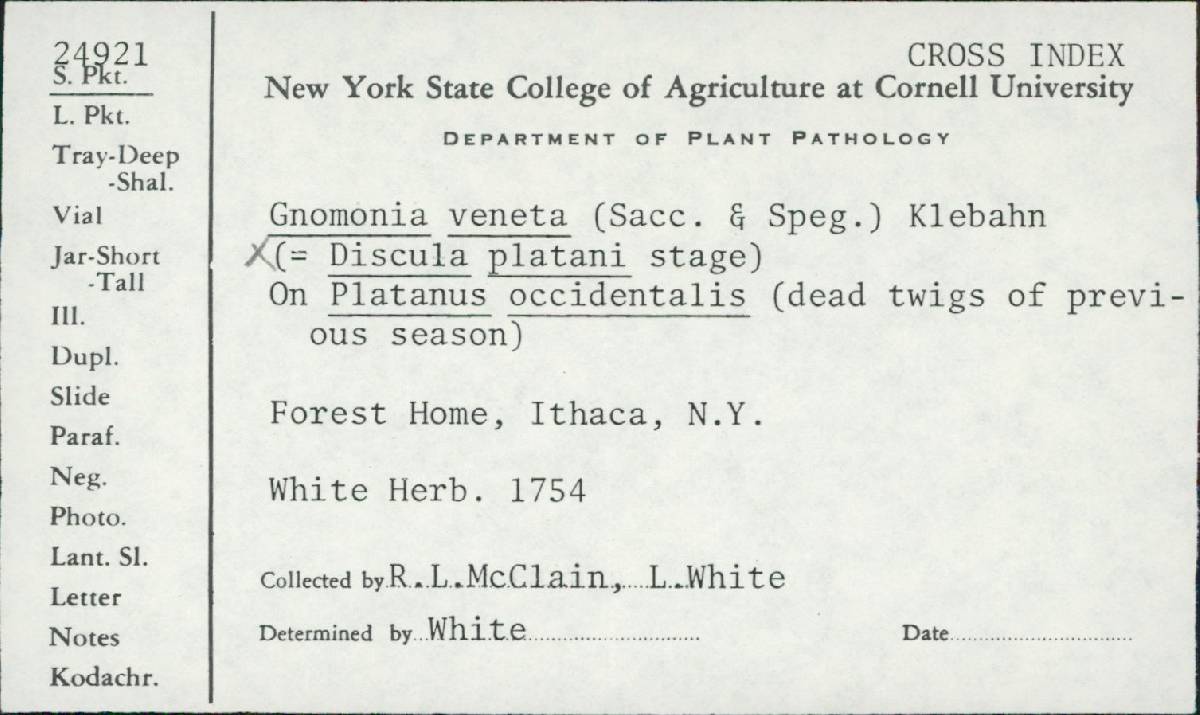 24921
S. Pkt.
L. Pkt.
Tray-Deep
-Shal.
Vial
Jar-Short
-Tall
Ill.
Dupl.
Slide
Paraf.
Neg.
Photo.
Lant. Sl.
Letter
Notes
Kodachr.
CROSS INDEX
New York State College of Agriculture at Cornell University
DEPARTMENT OF PLANT PATHOLOGY
Gnomonia veneta (Sacc. & Speg.) Klebahn
X(= Discula platani stage)
On Platanus occidentalis (dead twigs of previ-
ous season)
Forest Home, Ithaca, N.Y.
White Herb. 1754
Collected by R. L. McClain, L. White
Determined by White
Date